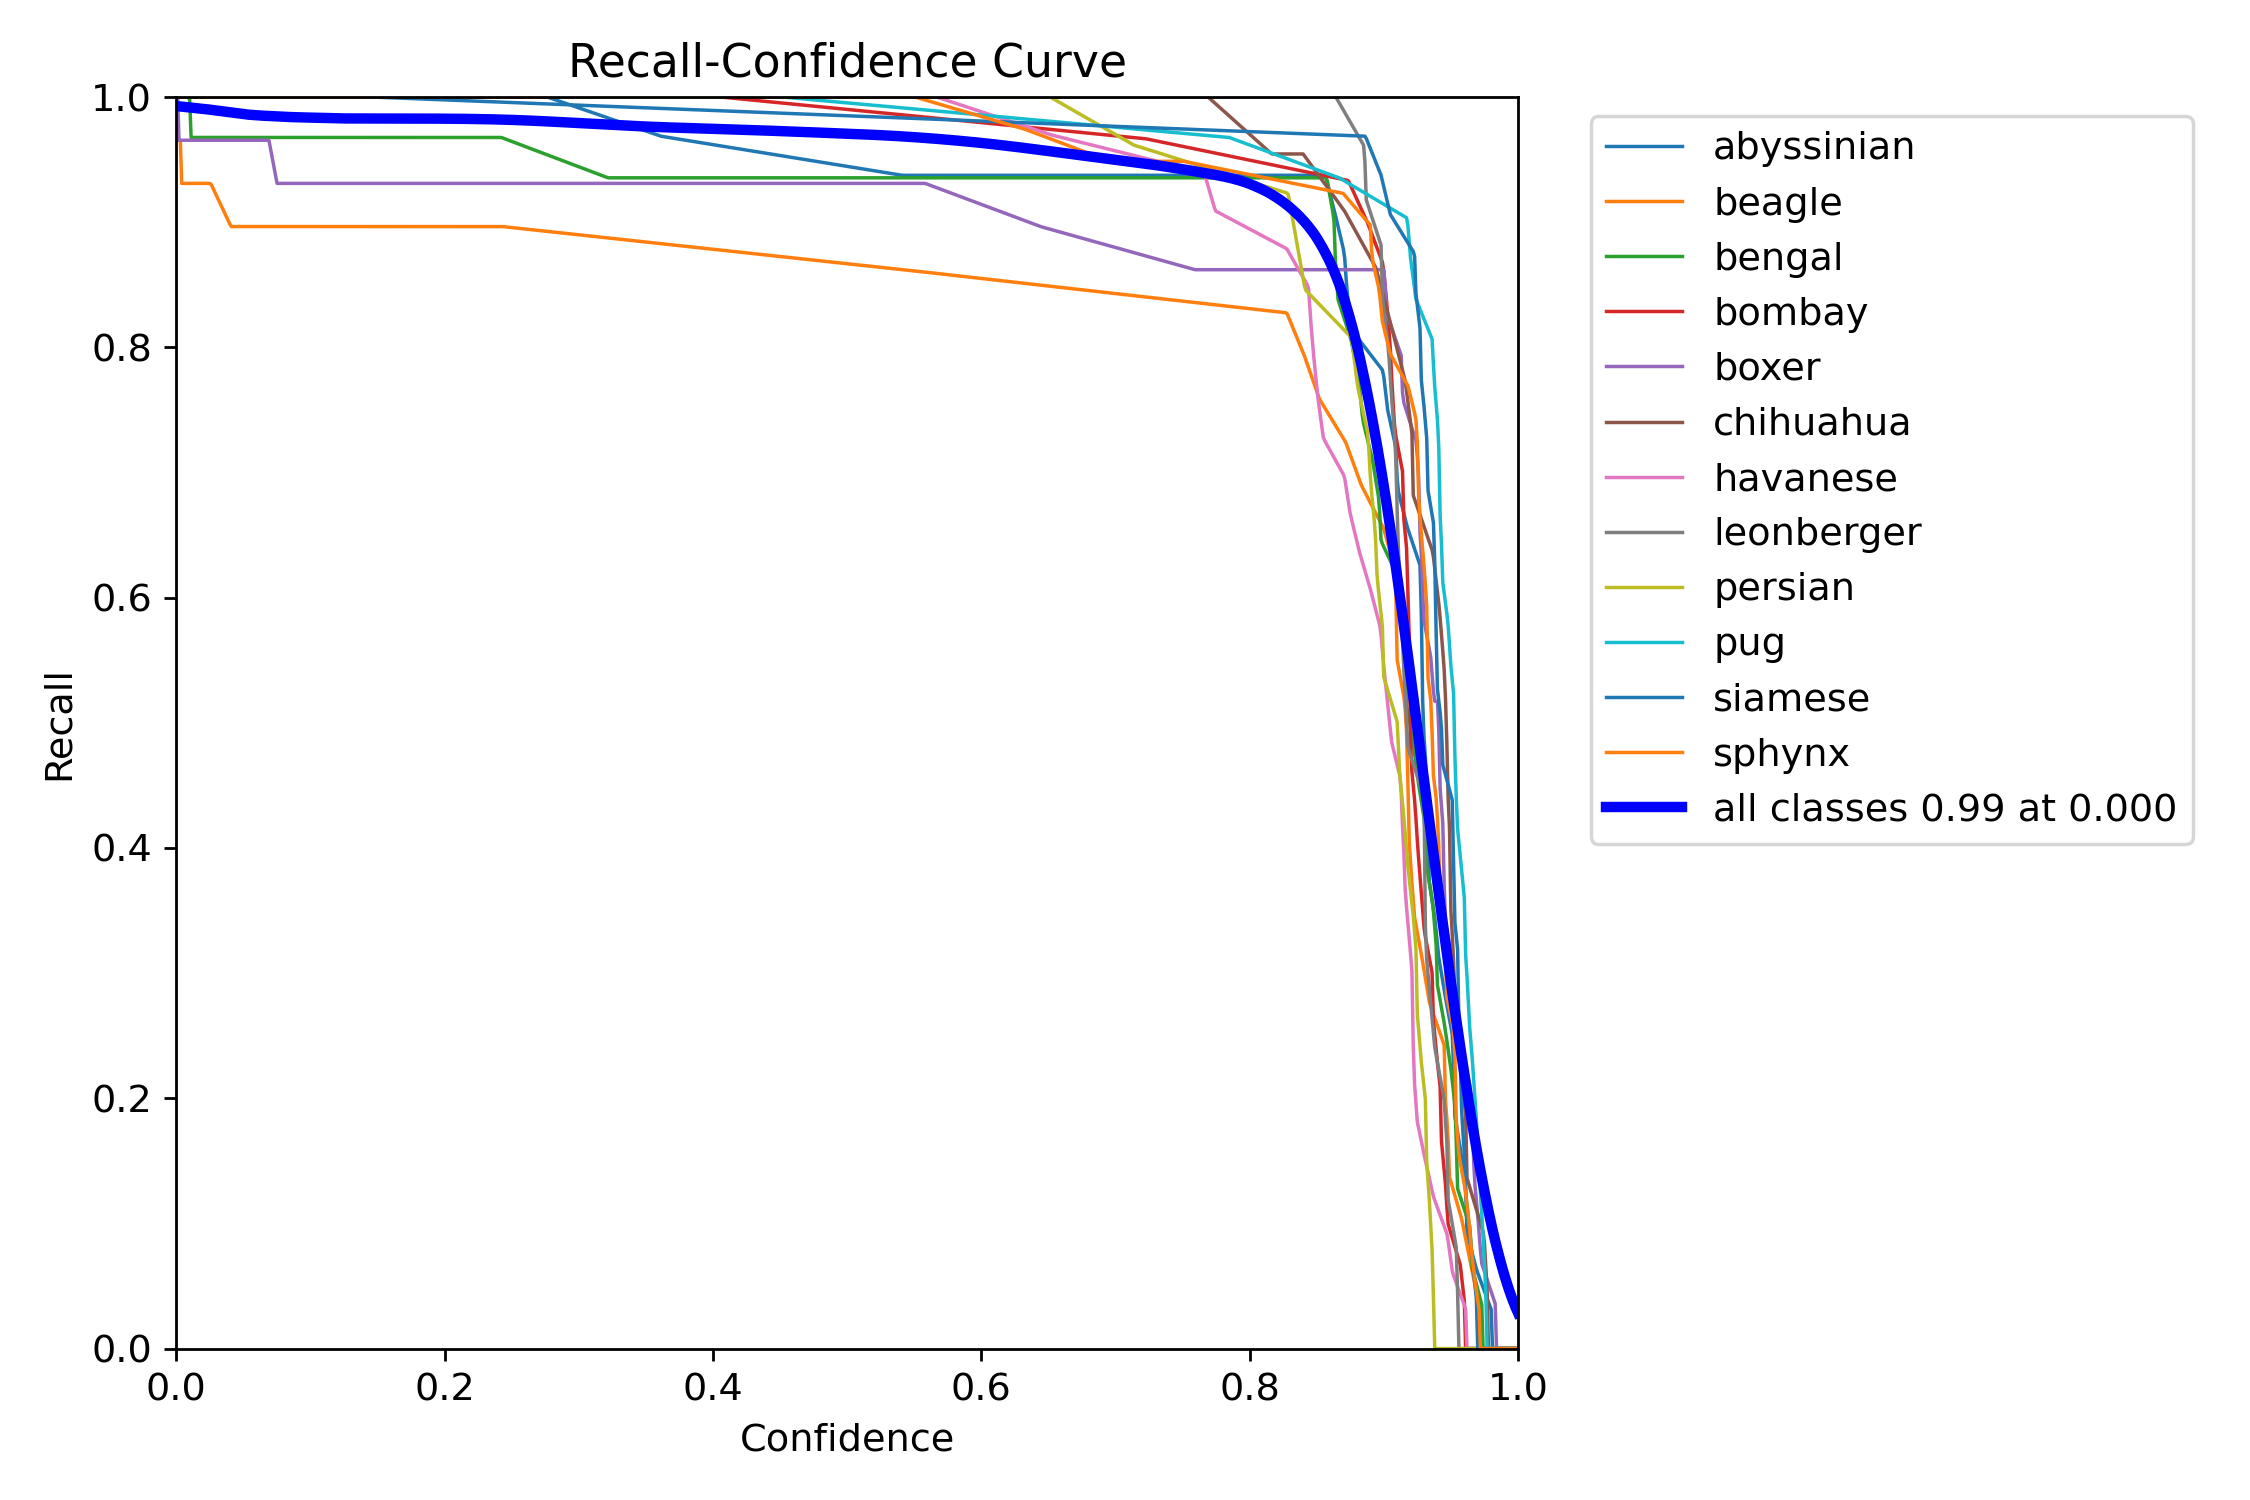 Recall-Confidence Curve
1.0
0.8
0.6
0.4
0.2
0.0
Recall
0.0 0.2 0.4 0.6 0.8 1.0
Confidence
abyssinian
beagle
bengal
bombay
boxer
chihuahua
havanese
leonberger
persian
pug
siamese
sphynx
all classes 0.99 at 0.000